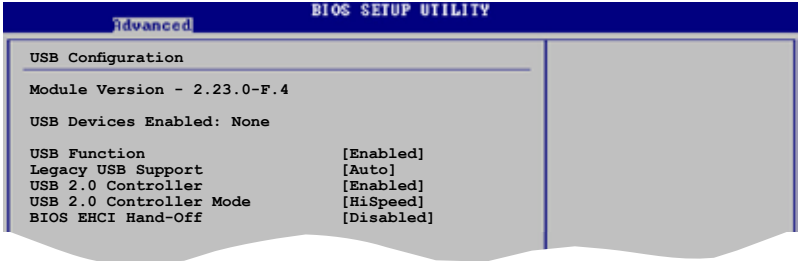 BIOS SETUP UTILITY
Advanced
USB Configuration
Module Version - 2.23.0-F.4
USB Devices Enabled: None
USB Function [Enabled]
Legacy USB Support [Auto]
USB 2.0 Controller [Enabled]
USB 2.0 Controller Mode [HiSpeed]
BIOS EHCI Hand-Off [Disabled]